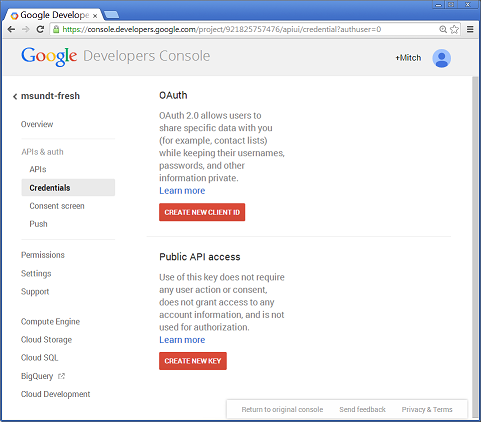 Google Develope
https://console.developers.google.com/project/921825757476/apiui/credential?authuser=0
Google Developers Console
+Mitch
msundt-fresh
Overview
APIs & auth
APIs
Credentials
Consent screen
Push
Permissions
Settings
Support
Compute Engine
Cloud Storage
Cloud SQL
BigQuery
Cloud Development
OAuth
OAuth 2.0 allows users to
share specific data with you
(for example, contact lists)
while keeping their usernames,
passwords, and other
information private.
Learn more
CREATE NEW CLIENT ID
Public API access
Use of this key does not require
any user action or consent,
does not grant access to any
account information, and is not
used for authorization.
Learn more
CREATE NEW KEY
Return to original console Send feedback Privacy & Terms